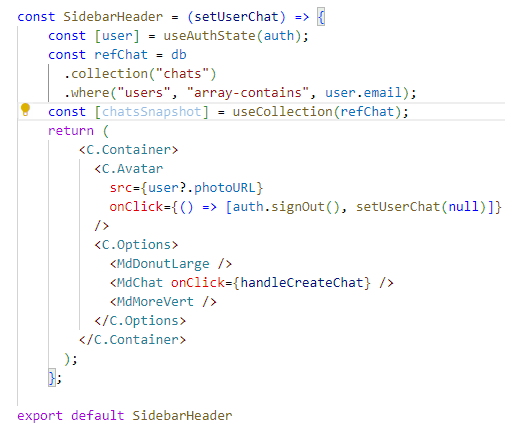 const SidebarHeader = (setUserChat) => {
    const [user] = useAuthState(auth);
    const refChat = db
      .collection("chats")
      .where("users", "array-contains", user.email);
    const [chatsSnapshot] = useCollection(refChat);
    return (
        <C.Container>
          <C.Avatar
            src={user?.photoURL}
            onClick={() => [auth.signOut(), setUserChat(null)]}
          />
          <C.Options>
            <MdDonutLarge />
            <MdChat onClick={handleCreateChat} />
            <MdMoreVert />
          </C.Options>
        </C.Container>
      );
    };
export default SidebarHeader